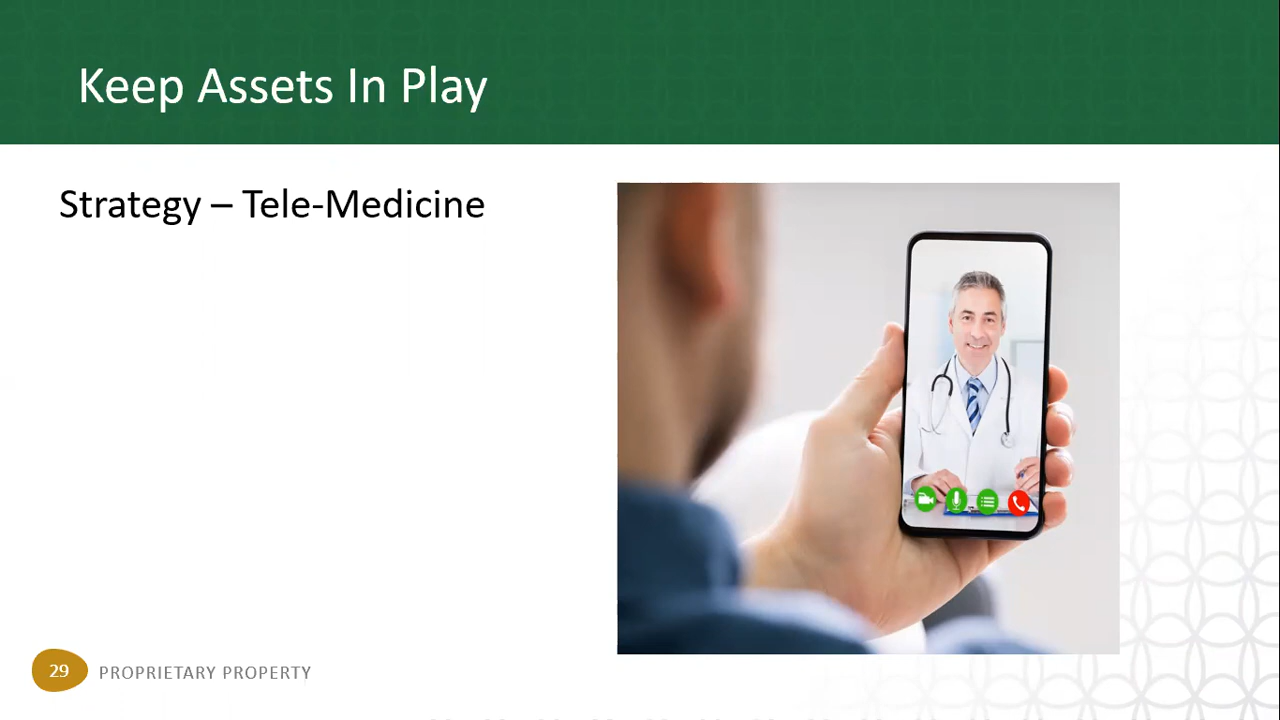 Keep Assets In Play
Strategy – Tele-Medicine
29
PROPRIETARY PROPERTY